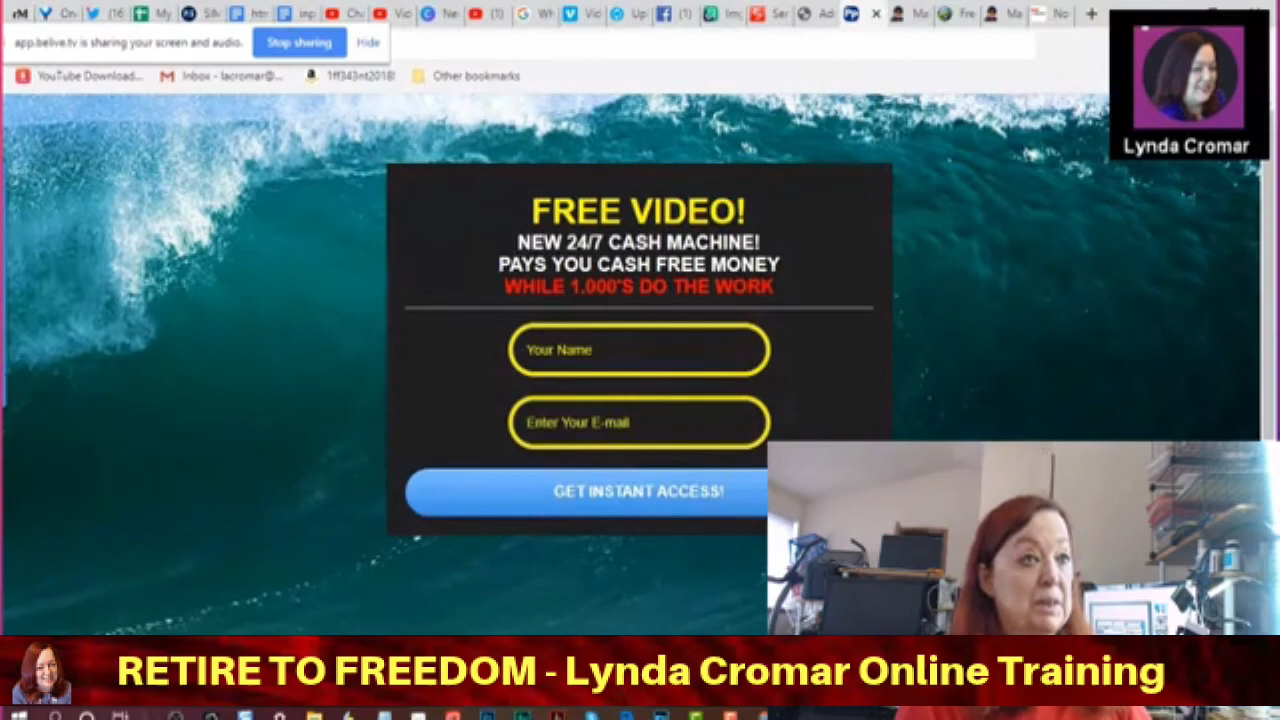 app.belive.tv is sharing your screen and audio.
Stop sharing
Hide
YouTube Download...
Inbox - lacromar@...
1ff343nt2018!
Other bookmarks
Lynda Cromar
FREE VIDEO!
NEW 24/7 CASH MACHINE!
PAYS YOU CASH FREE MONEY
WHILE 1.000'S DO THE WORK
Your Name
Enter Your E-mail
GET INSTANT ACCESS!
RETIRE TO FREEDOM - Lynda Cromar Online Training